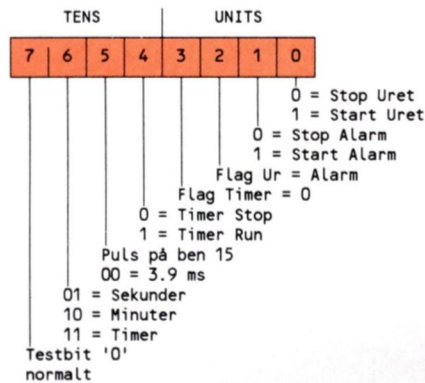 TENS UNITS
7 6 5 4 3 2 1 0
0 = Stop Uret
1 = Start Uret
0 = Stop Alarm
1 = Start Alarm
Flag Ur = Alarm
Flag Timer = 0
0 = Timer Stop
1 = Timer Run
Puls på ben 15
00 = 3.9 ms
01 = Sekunder
10 = Minuter
11 = Timer
Testbit '0'
normalt